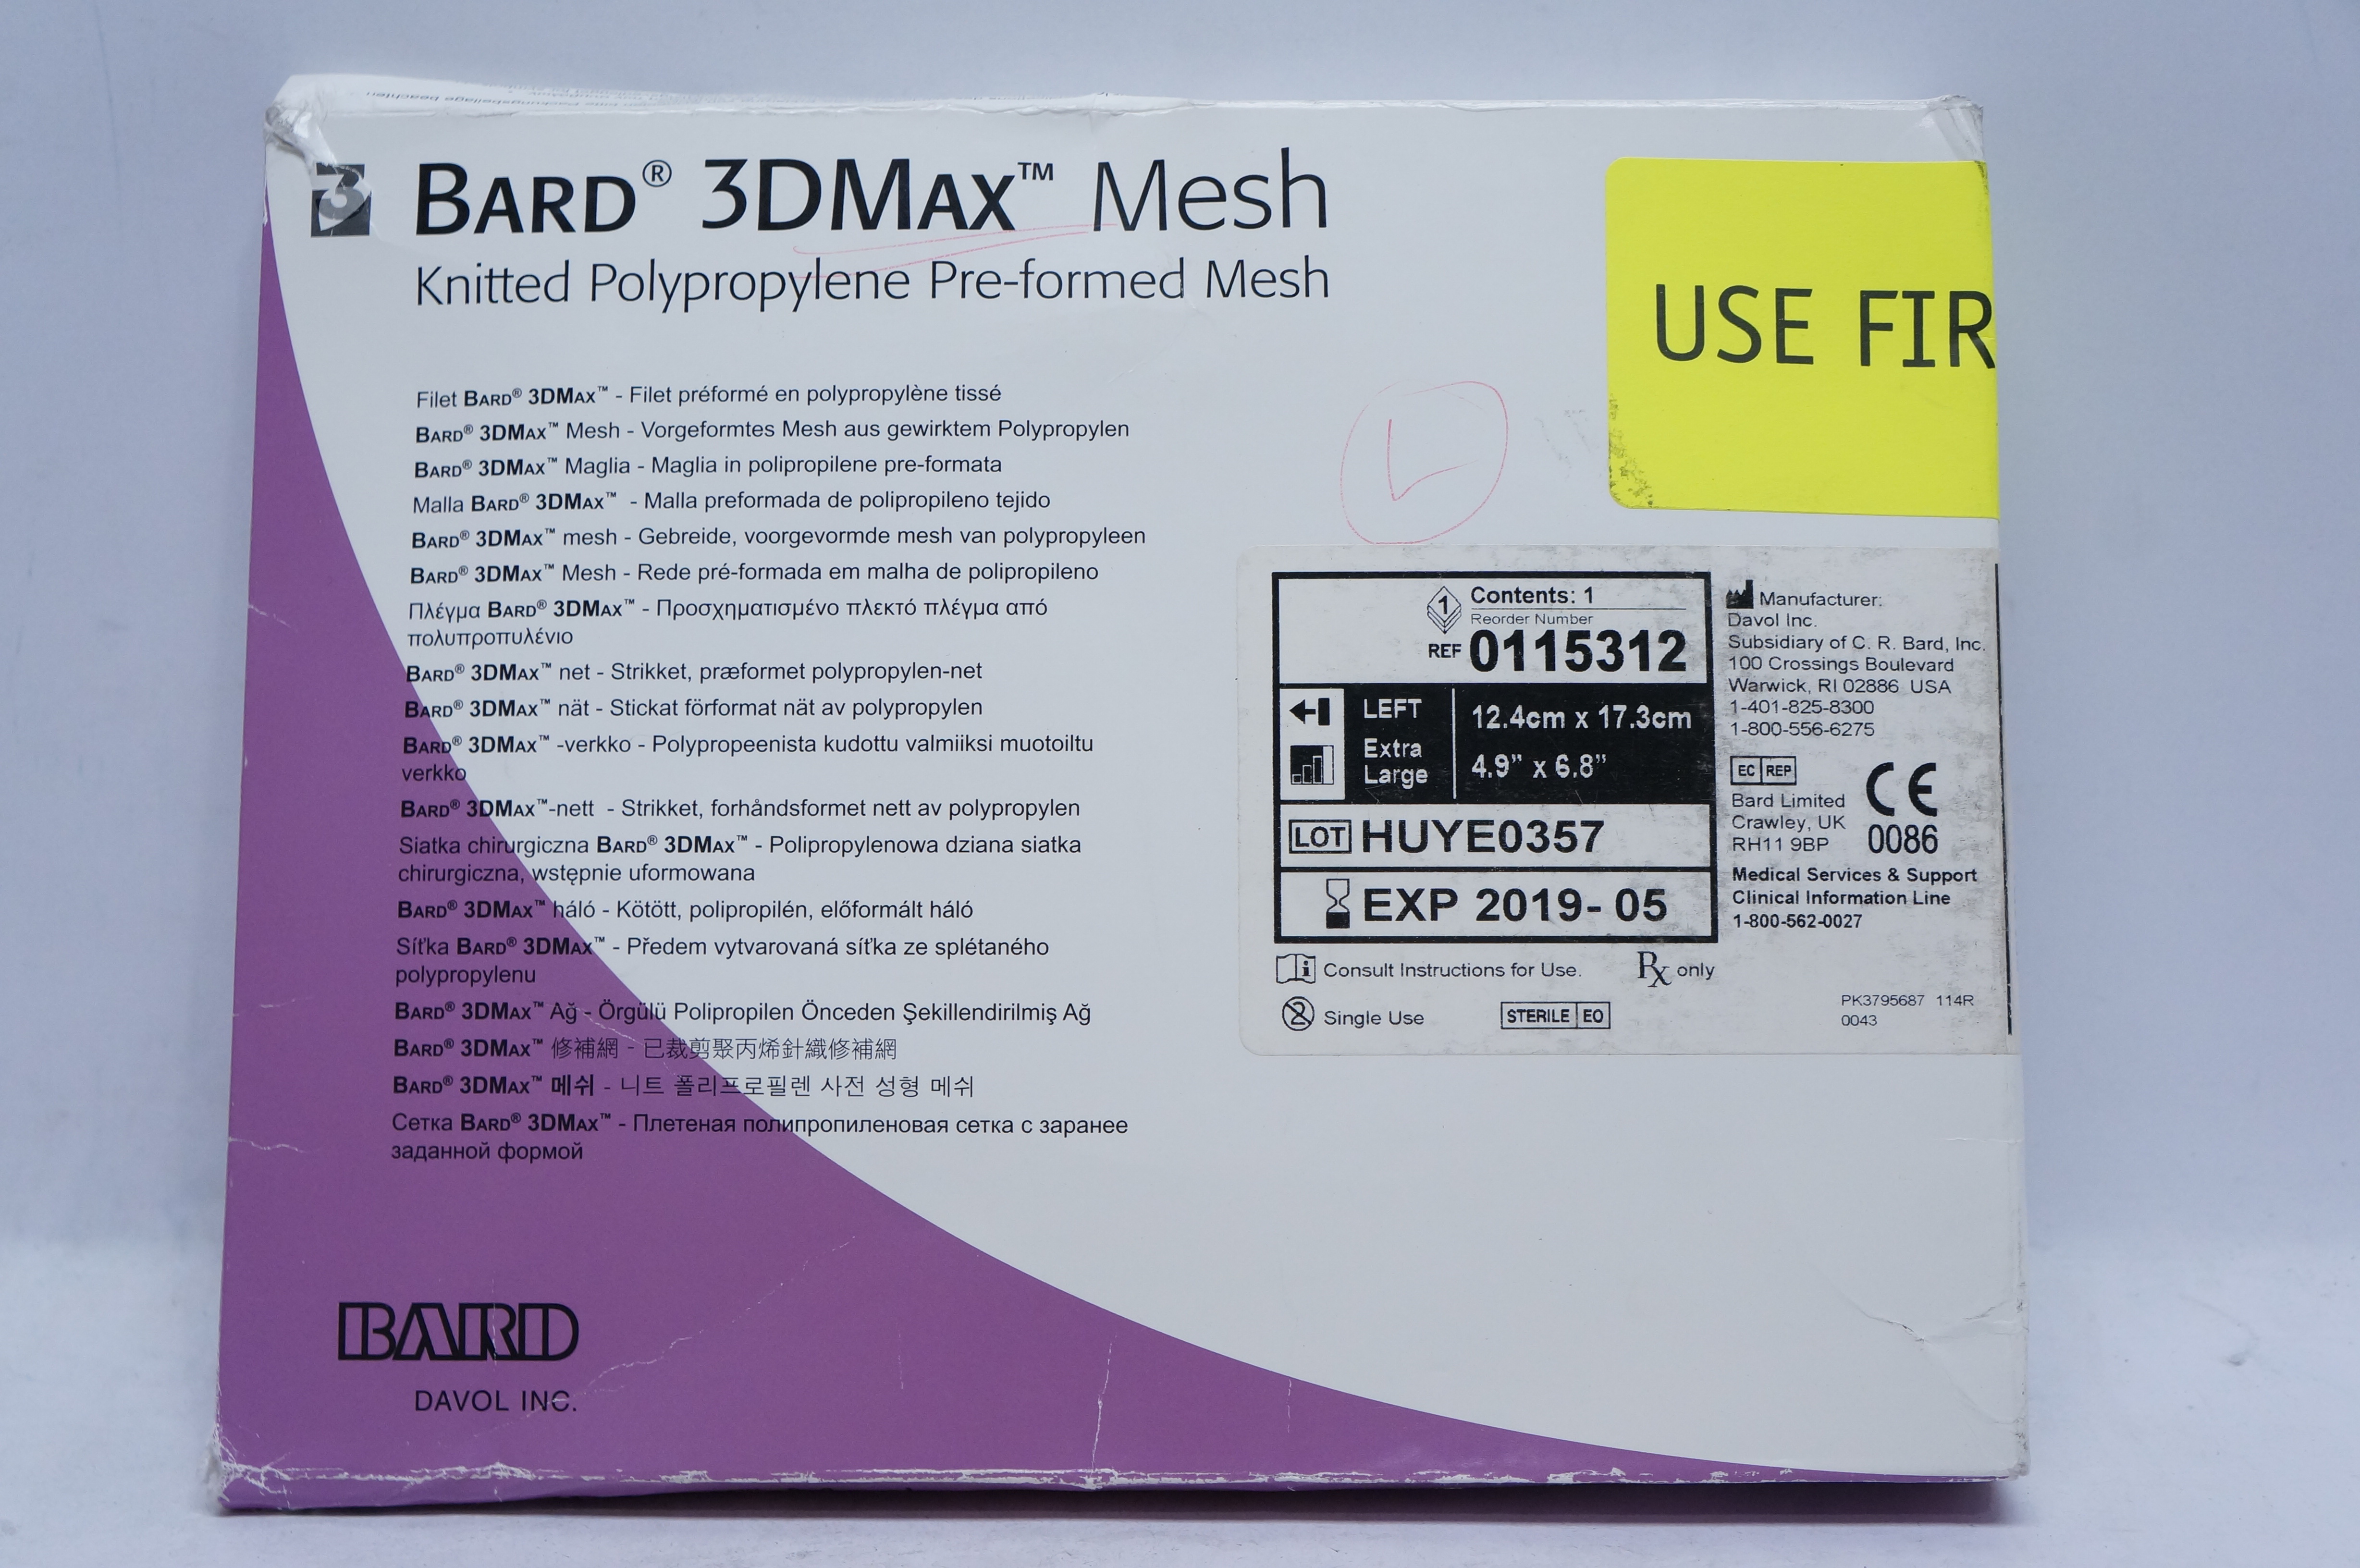 3 BARD® 3DMAX™ Mesh
Knitted Polypropylene Pre-formed Mesh
USE FIR
Filet BARD® 3DMAX™ - Filet préformé en polypropylène tissé
BARD® 3DMAX™ Mesh - Vorgeformtes Mesh aus gewirktem Polypropylen
BARD® 3DMAX™ Maglia - Maglia in polipropilene pre-formata
Malla BARD® 3DMAX™ - Malla preformada de polipropileno tejido
BARD® 3DMAX™ mesh - Gebreide, voorgevormde mesh van polypropyleen
BARD® 3DMAX™ Mesh - Rede pré-formada em malha de polipropileno
Πλέγμα BARD® 3DMAX™ - Προσχηματισμένο πλεκτό πλέγμα από
πολυπροπυλένιο
BARD® 3DMAX™ net - Strikket, præformet polypropylen-net
BARD® 3DMAX™ nät - Stickat förformat nät av polypropylen
BARD® 3DMAX™ -verkko - Polypropeenista kudottu valmiiksi muotoiltu
verkko
BARD® 3DMAX™-nett - Strikket, forhåndsformet nett av polypropylen
Siatka chirurgiczna BARD® 3DMAX™ - Polipropylenowa dziana siatka
chirurgiczna, wstępnie uformowana
BARD® 3DMAX™ háló - Kötött, polipropilén, előformált háló
Síťka BARD® 3DMAX™ - Předem vytvarovaná síťka ze splétaného
polypropylenu
BARD® 3DMAX™ Ağ - Örgülü Polipropilen Önceden Şekillendirilmiş Ağ
BARD® 3DMAX™ 修補網 - 已裁剪聚丙烯針織修補網
BARD® 3DMAX™ 메쉬 - 니트 폴리프로필렌 사전 성형 메쉬
Сетка BARD® 3DMAX™ - Плетеная полипропиленовая сетка с заранее
заданной формой
BARD
DAVOL INC.
L
1 Contents: 1
Reorder Number
REF 0115312
LEFT
12.4cm x 17.3cm
Extra
Large
4.9" x 6.8"
LOT HUYE0357
EXP 2019- 05
Consult Instructions for Use.
Rx only
2 Single Use
STERILE EO
Manufacturer:
Davol Inc.
Subsidiary of C. R. Bard, Inc.
100 Crossings Boulevard
Warwick, RI 02886 USA
1-401-825-8300
1-800-556-6275
EC REP
Bard Limited
Crawley, UK
RH11 9BP
CE
0086
Medical Services & Support
Clinical Information Line
1-800-562-0027
PK3795687 114R
0043